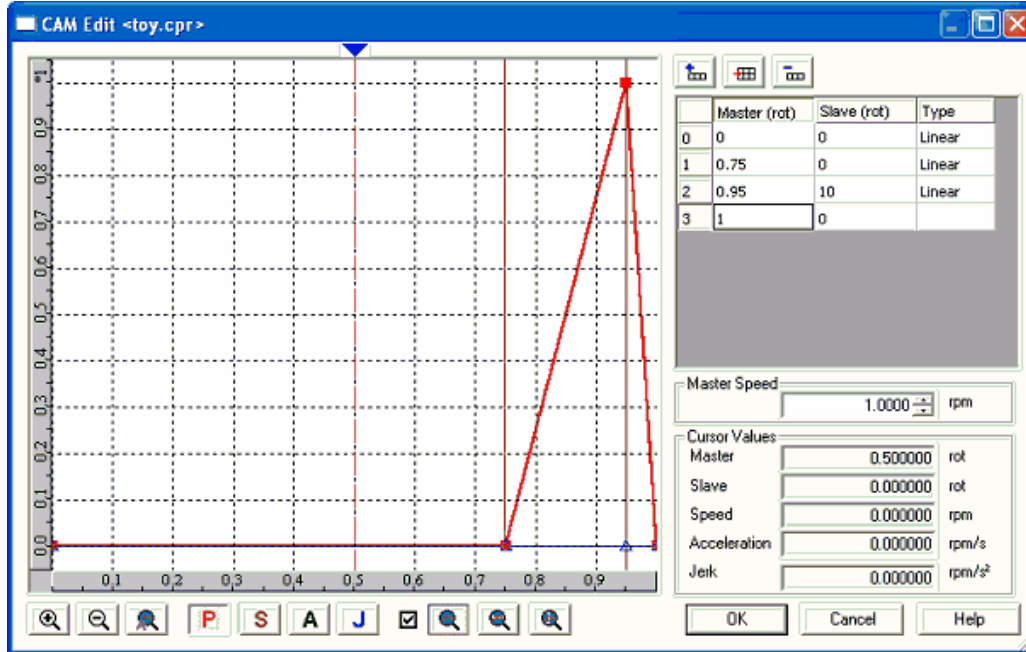 CAM Edit <toy.cpr>
Master (rot) Slave (rot) Type
0 0 0 Linear
1 0.75 0 Linear
2 0.95 10 Linear
3 1 0
0,9
0,8
0,7
0,6
0,5
0,4
0,3
0,2
0,1
0,0
0,1 0,2 0,3 0,4 0,5 0,6 0,7 0,8 0,9
Master Speed
1.0000 rpm
Cursor Values
Master 0.500000 rot
Slave 0.000000 rot
Speed 0.000000 rpm
Acceleration 0.000000 rpm/s
Jerk 0.000000 rpm/s²
P S A J
OK Cancel Help